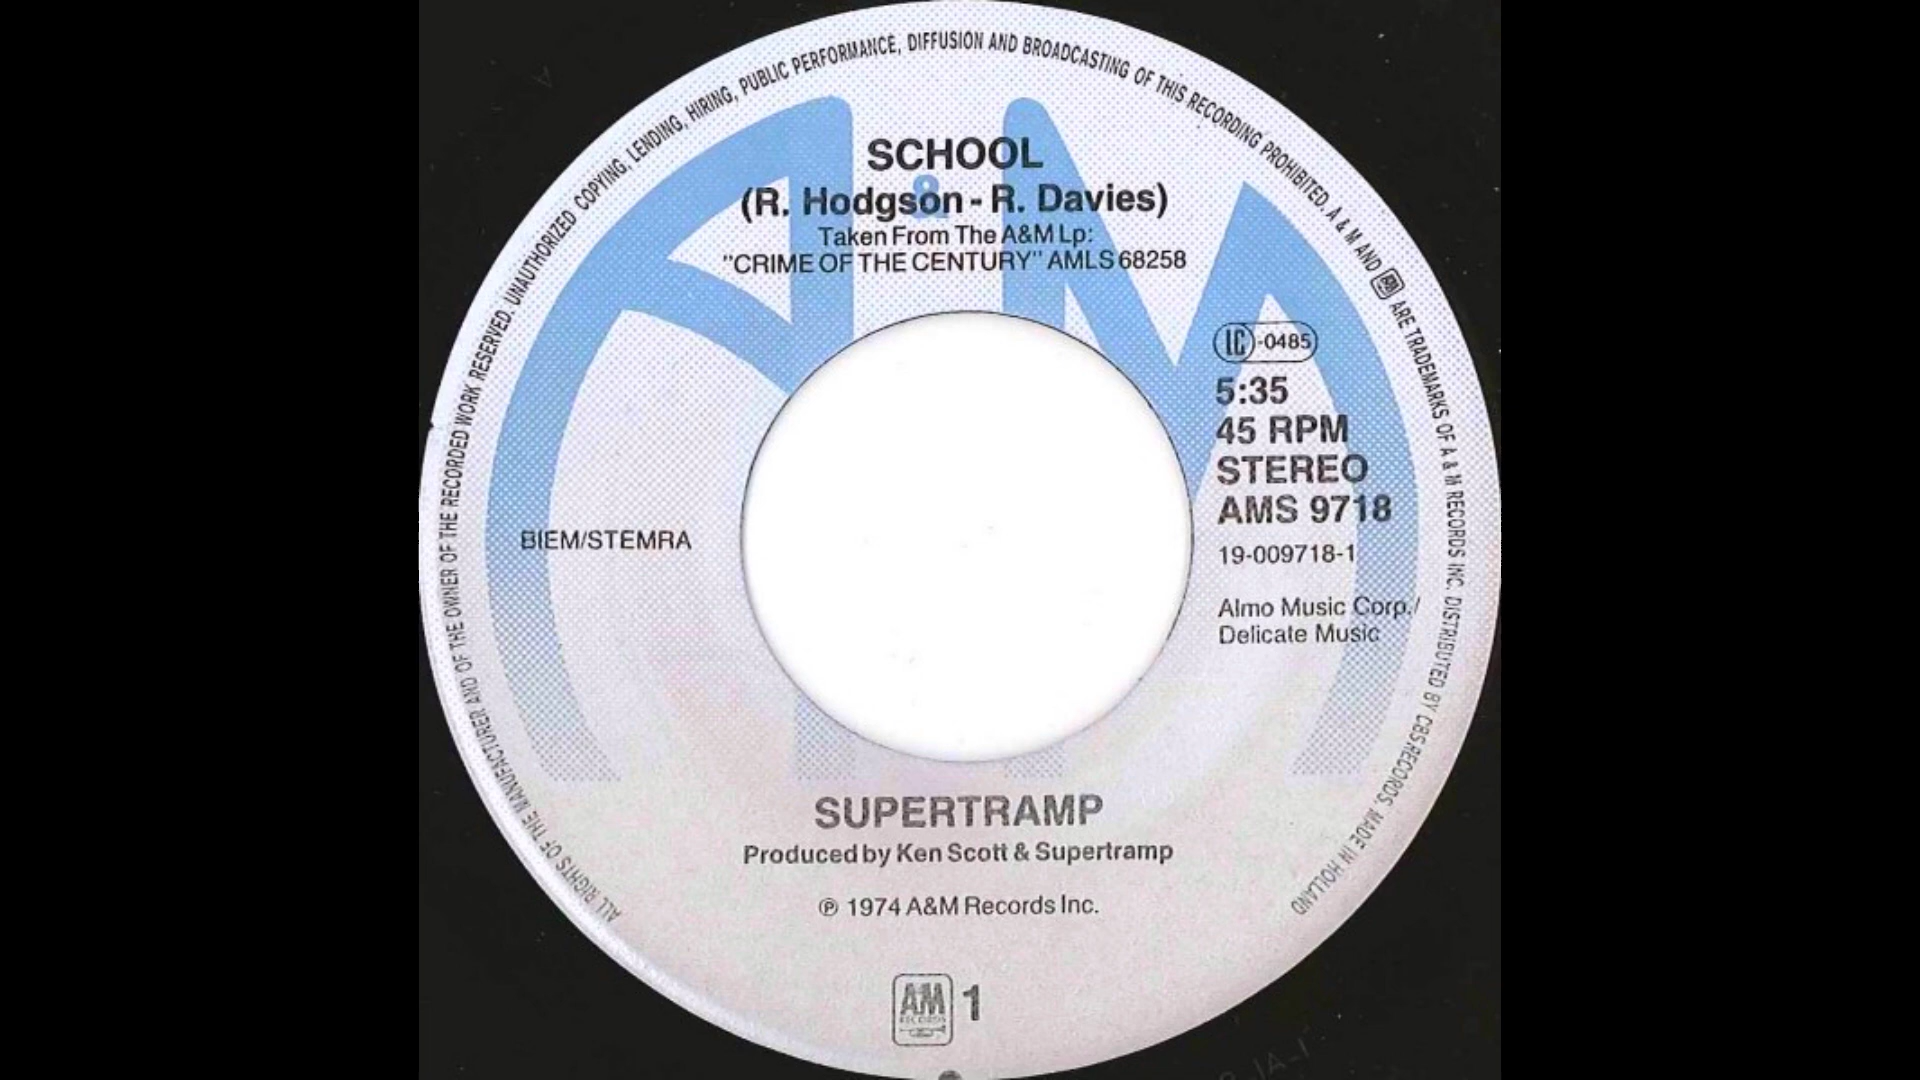 ALL RIGHTS OF THE MANUFACTURER AND OF THE OWNER OF THE RECORDED WORK RESERVED. UNAUTHORIZED COPYING, LENDING, HIRING, PUBLIC PERFORMANCE, DIFFUSION AND BROADCASTING OF THIS RECORDING PROHIBITED. A & M AND A&M ARE TRADEMARKS OF A & M RECORDS INC. DISTRIBUTED BY CBS RECORDS. MADE IN HOLLAND
SCHOOL
&
(R. Hodgson - R. Davies)
Taken From The A&M Lp:
"CRIME OF THE CENTURY" AMLS 68258
LC-0485
5:35
45 RPM
STEREO
AMS 9718
BIEM/STEMRA
19-009718-1
Almo Music Corp./
Delicate Music
SUPERTRAMP
Produced by Ken Scott & Supertramp
℗ 1974 A&M Records Inc.
A&M 1
RECORDS